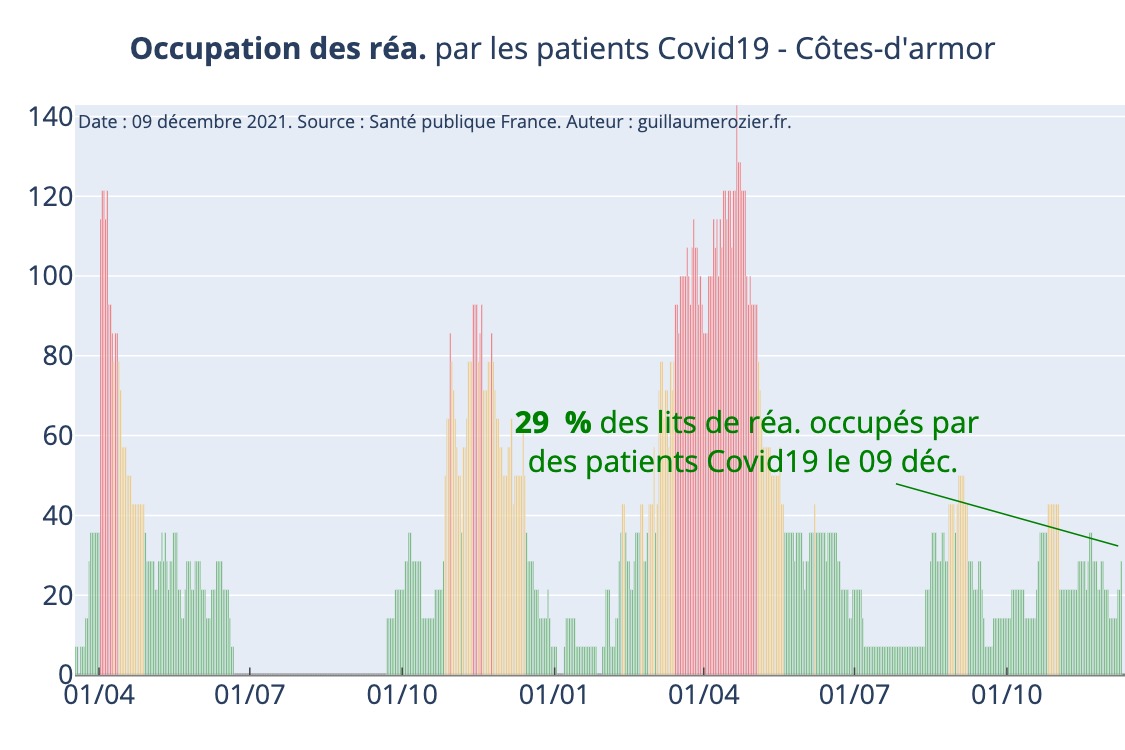 Occupation des réa. par les patients Covid19 - Côtes-d'armor
140
Date : 09 décembre 2021. Source : Santé publique France. Auteur : guillaumerozier.fr.
120
100
80
29 % des lits de réa. occupés par
60
des patients Covid19 le 09 déc.
40
20
0
01/04 01/07 01/10 01/01 01/04 01/07 01/10